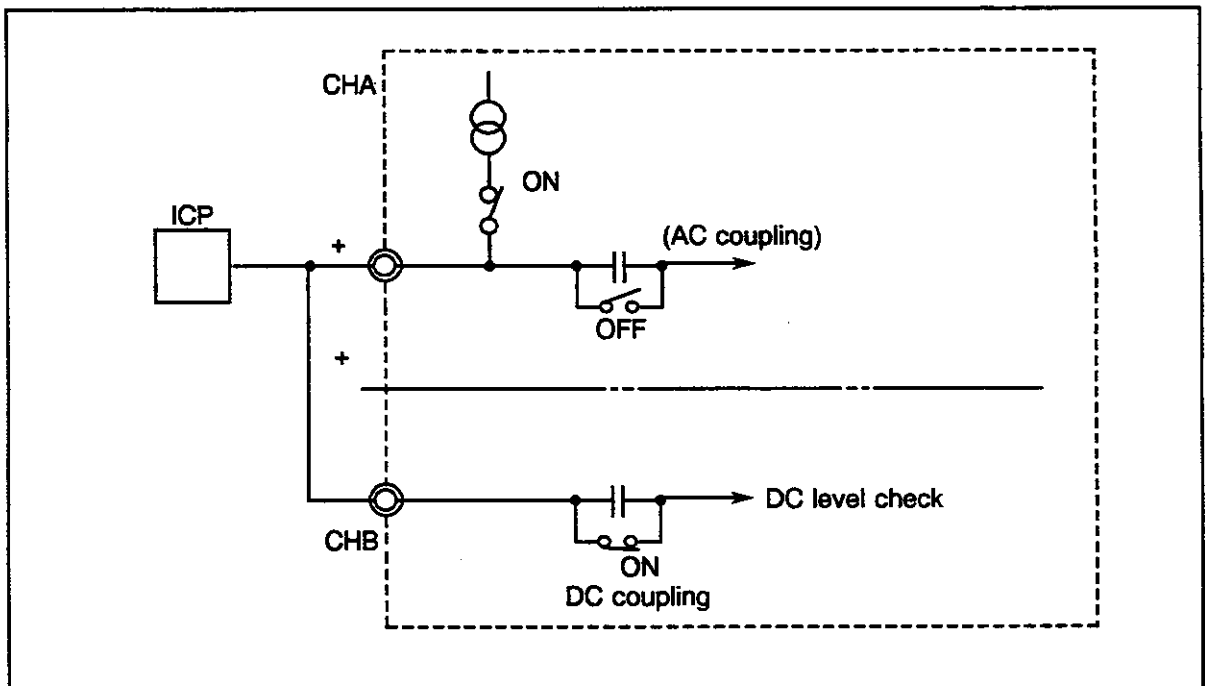 CHA
ON
ICP
+
(AC coupling)
OFF
+
DC level check
CHB
ON
DC coupling